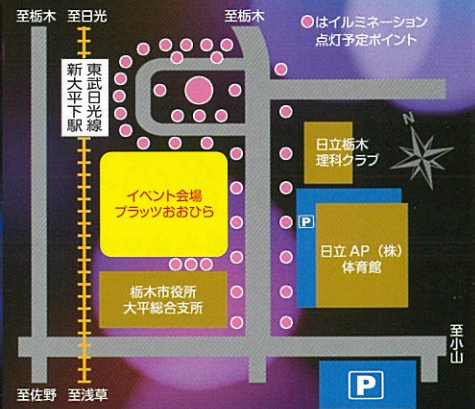 至栃木
至日光
至栃木
●はイルミネーション
点灯予定ポイント
東武日光線
新大平下駅
N
日立栃木
理科クラブ
イベント会場
プラッツおおひら
P
日立AP（株）
体育館
栃木市役所
大平総合支所
至小山
至佐野
至浅草
P